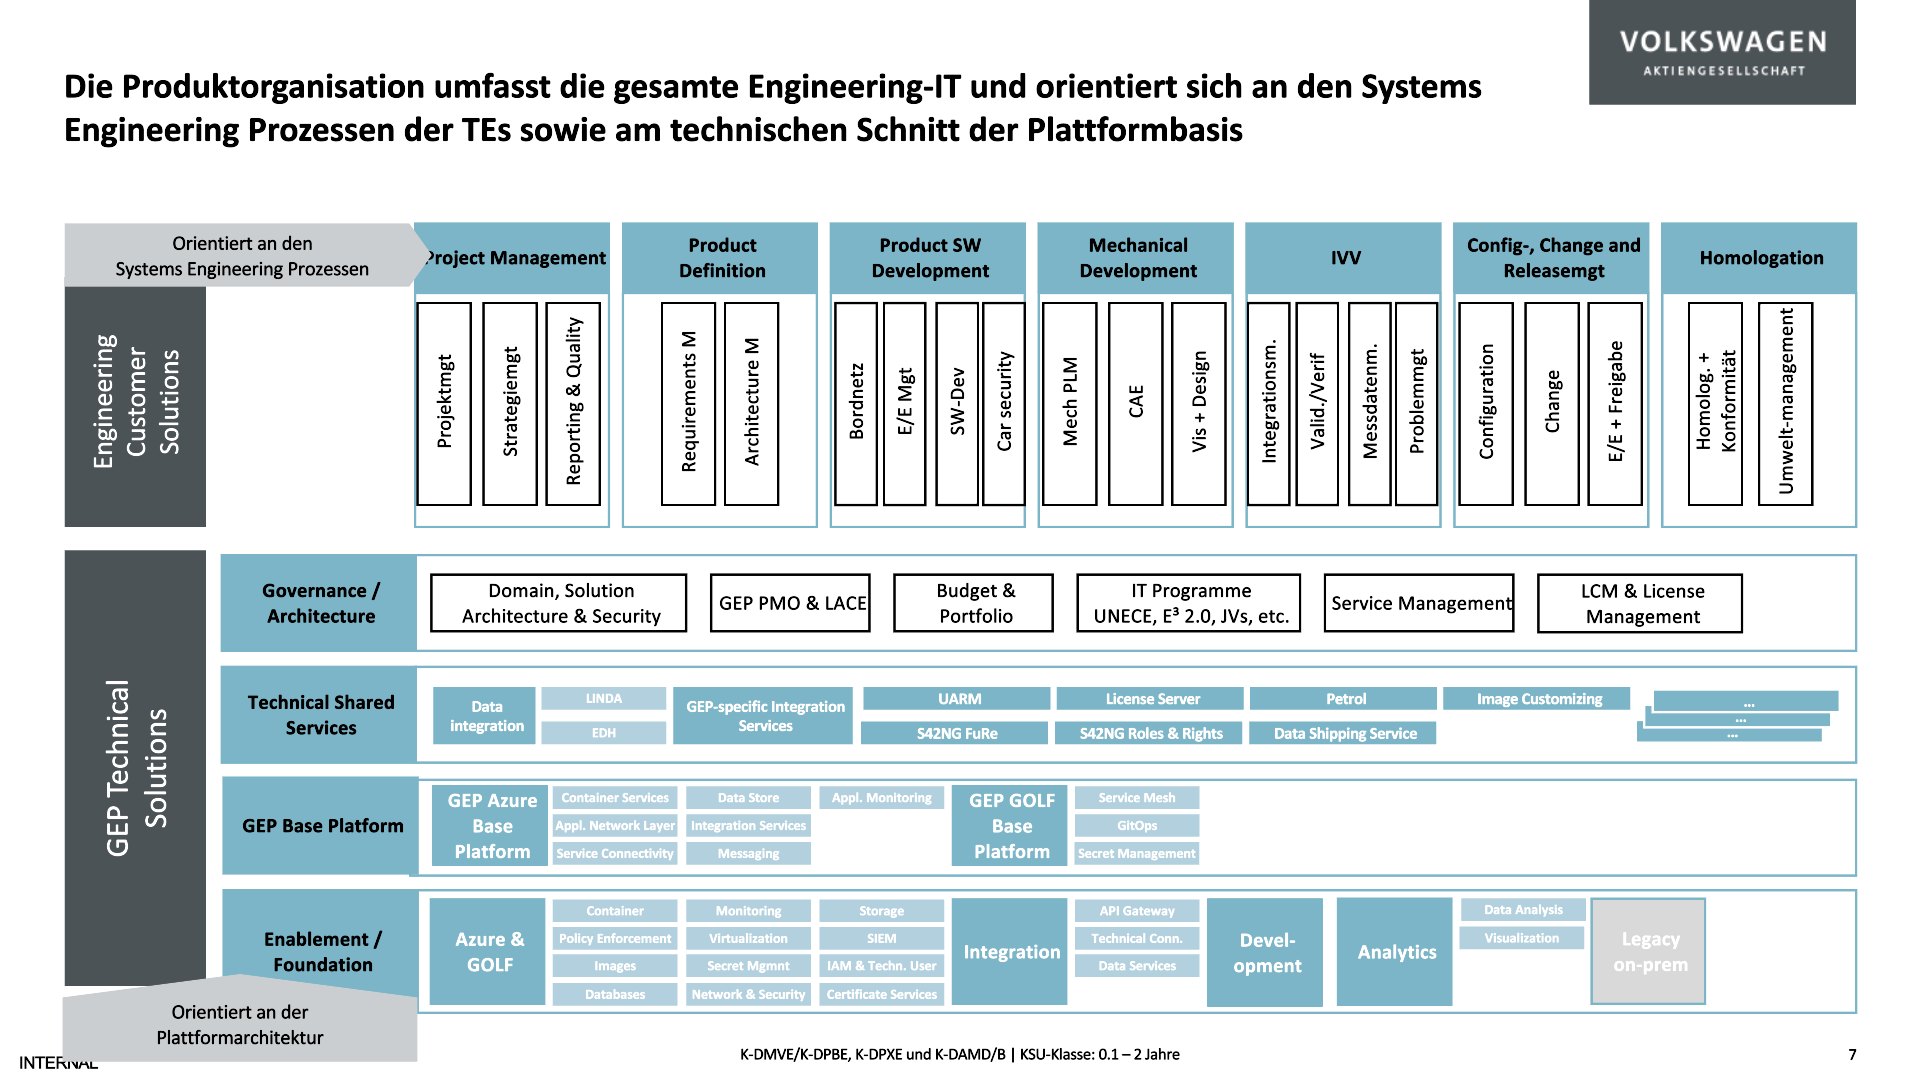 VOLKSWAGEN
AKTIENGESELLSCHAFT
Die Produktorganisation umfasst die gesamte Engineering-IT und orientiert sich an den Systems
Engineering Prozessen der TEs sowie am technischen Schnitt der Plattformbasis
Orientiert an den
Systems Engineering Prozessen
Project Management
Product
Definition
Product SW
Development
Mechanical
Development
IVV
Config-, Change and
Releasemgt
Homologation
Engineering
Customer
Solutions
Projektmgt
Strategiemgt
Reporting & Quality
Requirements M
Architecture M
Bordnetz
E/E Mgt
SW-Dev
Car security
Mech PLM
CAE
Vis + Design
Integrationsm.
Valid./Verif
Messdatenm.
Problemmgt
Configuration
Change
E/E + Freigabe
Homolog. +
Konformität
Umwelt-management
GEP Technical
Solutions
Governance /
Architecture
Domain, Solution
Architecture & Security
GEP PMO & LACE
Budget &
Portfolio
IT Programme
UNECE, E³ 2.0, JVs, etc.
Service Management
LCM & License
Management
Technical Shared
Services
Data
integration
LINDA
EDH
GEP-specific Integration
Services
UARM
S42NG FuRe
License Server
S42NG Roles & Rights
Petrol
Data Shipping Service
Image Customizing
...
...
...
GEP Base Platform
GEP Azure
Base
Platform
Container Services
Appl. Network Layer
Service Connectivity
Data Store
Integration Services
Messaging
Appl. Monitoring
GEP GOLF
Base
Platform
Service Mesh
GitOps
Secret Management
Enablement /
Foundation
Azure &
GOLF
Container
Policy Enforcement
Images
Databases
Monitoring
Virtualization
Secret Mgmnt
Network & Security
Storage
SIEM
IAM & Techn. User
Certificate Services
Integration
API Gateway
Technical Conn.
Data Services
Devel-
opment
Analytics
Data Analysis
Visualization
Legacy
on-prem
Orientiert an der
Plattformarchitektur
INTERNAL
K-DMVE/K-DPBE, K-DPXE und K-DAMD/B | KSU-Klasse: 0.1 – 2 Jahre
7